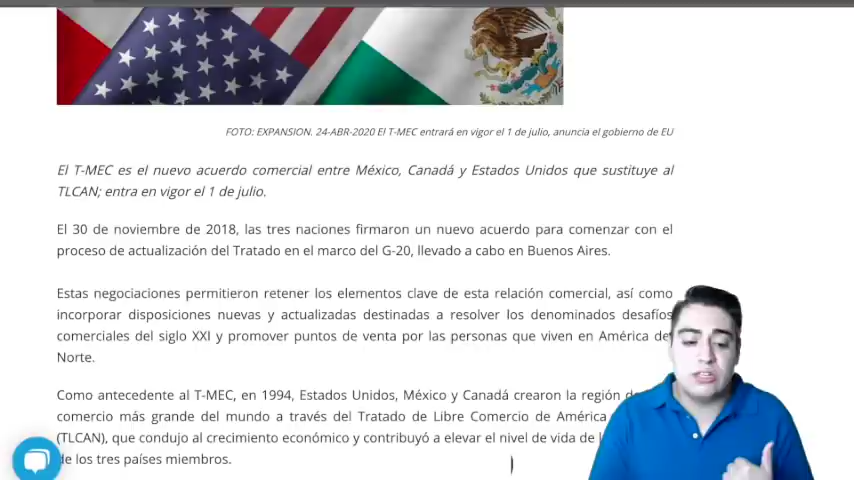 FOTO: EXPANSION. 24-ABR-2020 El T-MEC entrará en vigor el 1 de julio, anuncia el gobierno de EU
El T-MEC es el nuevo acuerdo comercial entre México, Canadá y Estados Unidos que sustituye al
TLCAN; entra en vigor el 1 de julio.
El 30 de noviembre de 2018, las tres naciones firmaron un nuevo acuerdo para comenzar con el
proceso de actualización del Tratado en el marco del G-20, llevado a cabo en Buenos Aires.
Estas negociaciones permitieron retener los elementos clave de esta relación comercial, así como
incorporar disposiciones nuevas y actualizadas destinadas a resolver los denominados desafíos
comerciales del siglo XXI y promover puntos de venta por las personas que viven en América del
Norte.
Como antecedente al T-MEC, en 1994, Estados Unidos, México y Canadá crearon la región
comercio más grande del mundo a través del Tratado de Libre Comercio de América
(TLCAN), que condujo al crecimiento económico y contribuyó a elevar el nivel de vida de
de los tres países miembros.